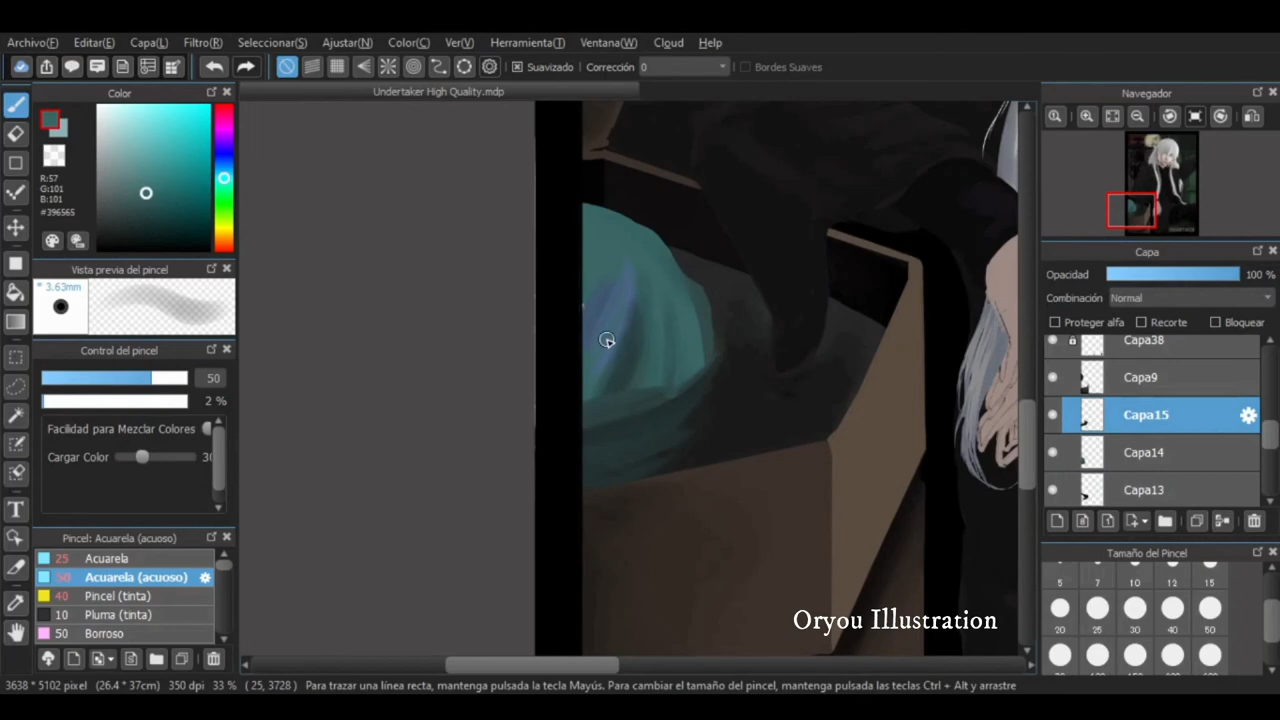 Archivo(F) Editar(E) Capa(L) Filtro(R) Seleccionar(S) Ajustar(N) Color(C) Ver(V) Herramienta(T) Ventana(W) Cloud Help
Suavizado Corrección 0 Bordes Suaves
Color
Undertaker High Quality.mdp
Navegador
R:57
G:101
B:101
#396565
Capa
Vista previa del pincel
Opacidad 100 %
* 3.63mm
Combinación Normal
Proteger alfa Recorte Bloquear
Capa38
Control del pincel
50
Capa9
2 %
Capa15
Facilidad para Mezclar Colores
Cargar Color 30
Capa14
Capa13
Pincel: Acuarela (acuoso)
25 Acuarela
50 Acuarela (acuoso)
40 Pincel (tinta)
10 Pluma (tinta)
50 Borroso
Tamaño del Pincel
5 7 10 12 15
20 25 30 40 50
Oryou Illustration
3638 * 5102 pixel (26.4 * 37cm) 350 dpi 33 % ( 25, 3728 ) Para trazar una línea recta, mantenga pulsada la tecla Mayús. Para cambiar el tamaño del pincel, mantenga pulsada las teclas Ctrl + Alt y arrastre